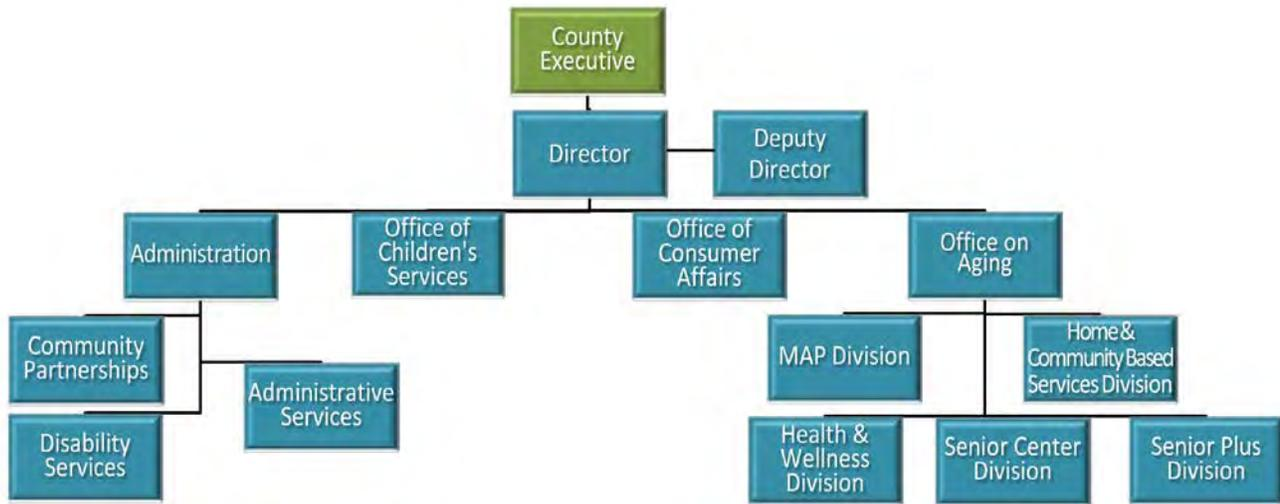 County
Executive
Director
Deputy
Director
Administration
Office of
Children's
Services
Office of
Consumer
Affairs
Office on
Aging
Community
Partnerships
Administrative
Services
Disability
Services
MAP Division
Home &
Community Based
Services Division
Health &
Wellness
Division
Senior Center
Division
Senior Plus
Division